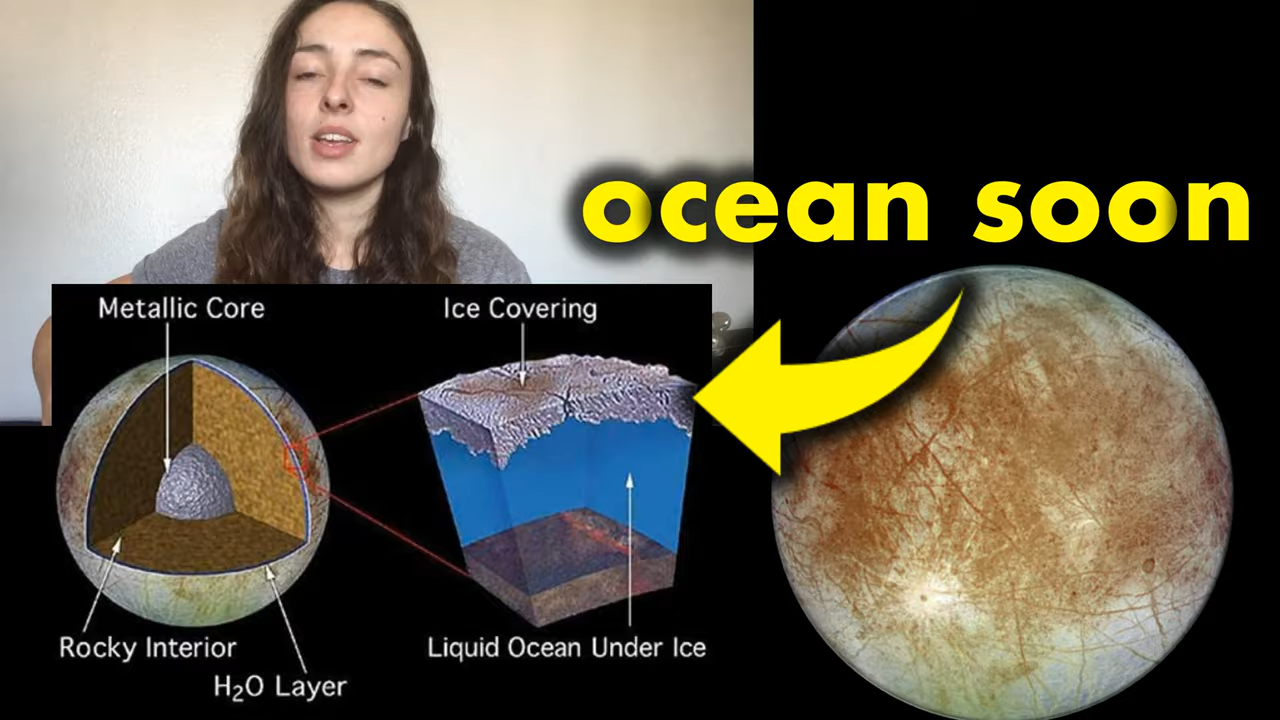 ocean soon
Metallic Core
Ice Covering
Rocky Interior
H₂O Layer
Liquid Ocean Under Ice